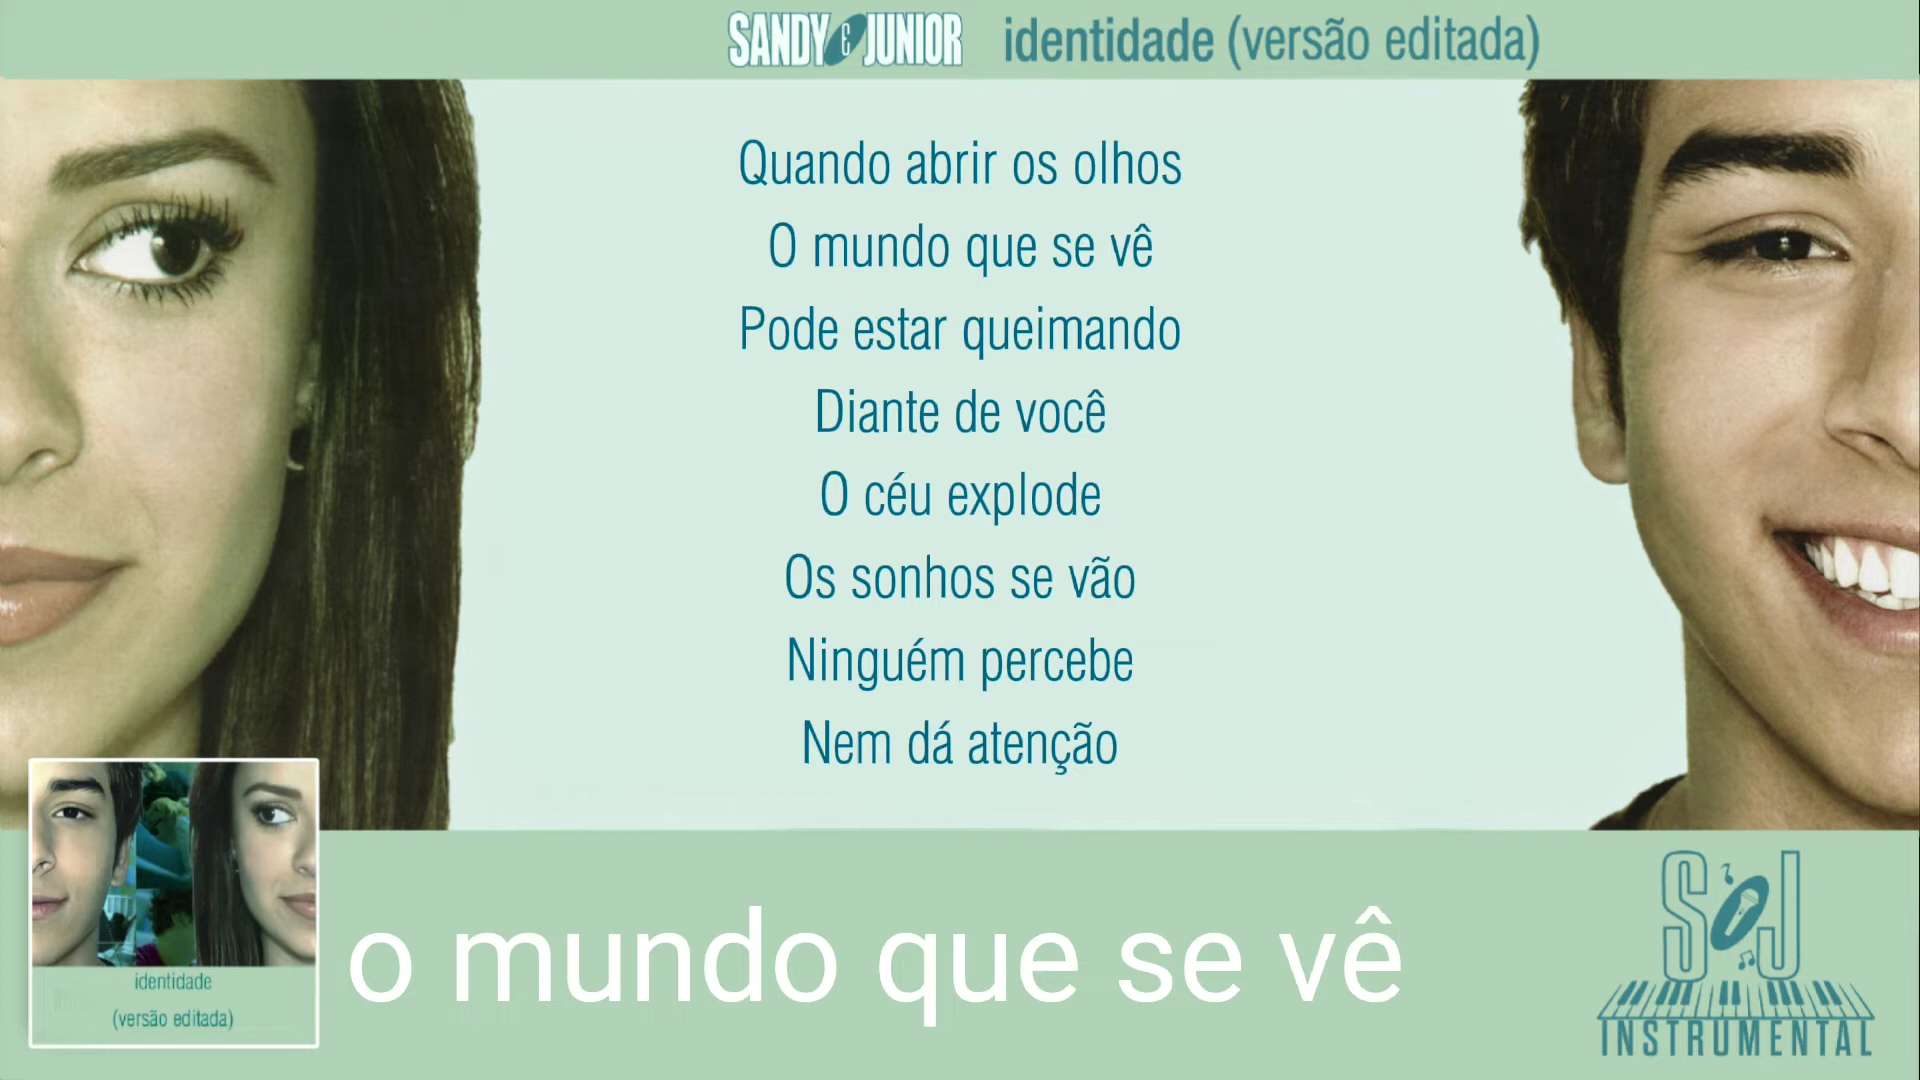 SANDY & JUNIOR identidade (versão editada)
Quando abrir os olhos
O mundo que se vê
Pode estar queimando
Diante de você
O céu explode
Os sonhos se vão
Ninguém percebe
Nem dá atenção
identidade
(versão editada)
o mundo que se vê
S J
INSTRUMENTAL